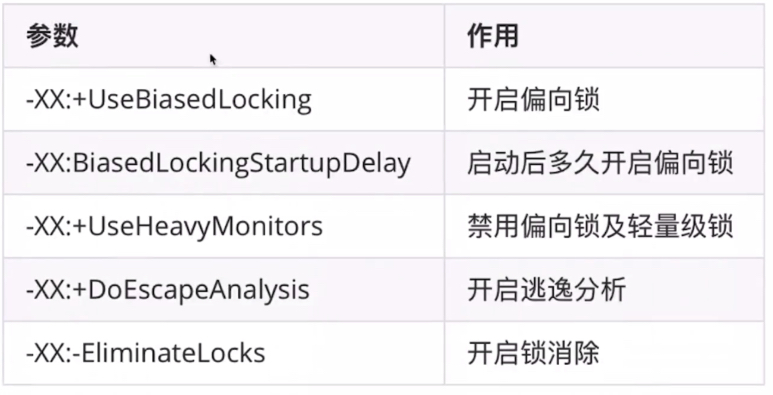 参数 作用
-XX:+UseBiasedLocking 开启偏向锁
-XX:BiasedLockingStartupDelay 启动后多久开启偏向锁
-XX:+UseHeavyMonitors 禁用偏向锁及轻量级锁
-XX:+DoEscapeAnalysis 开启逃逸分析
-XX:-EliminateLocks 开启锁消除